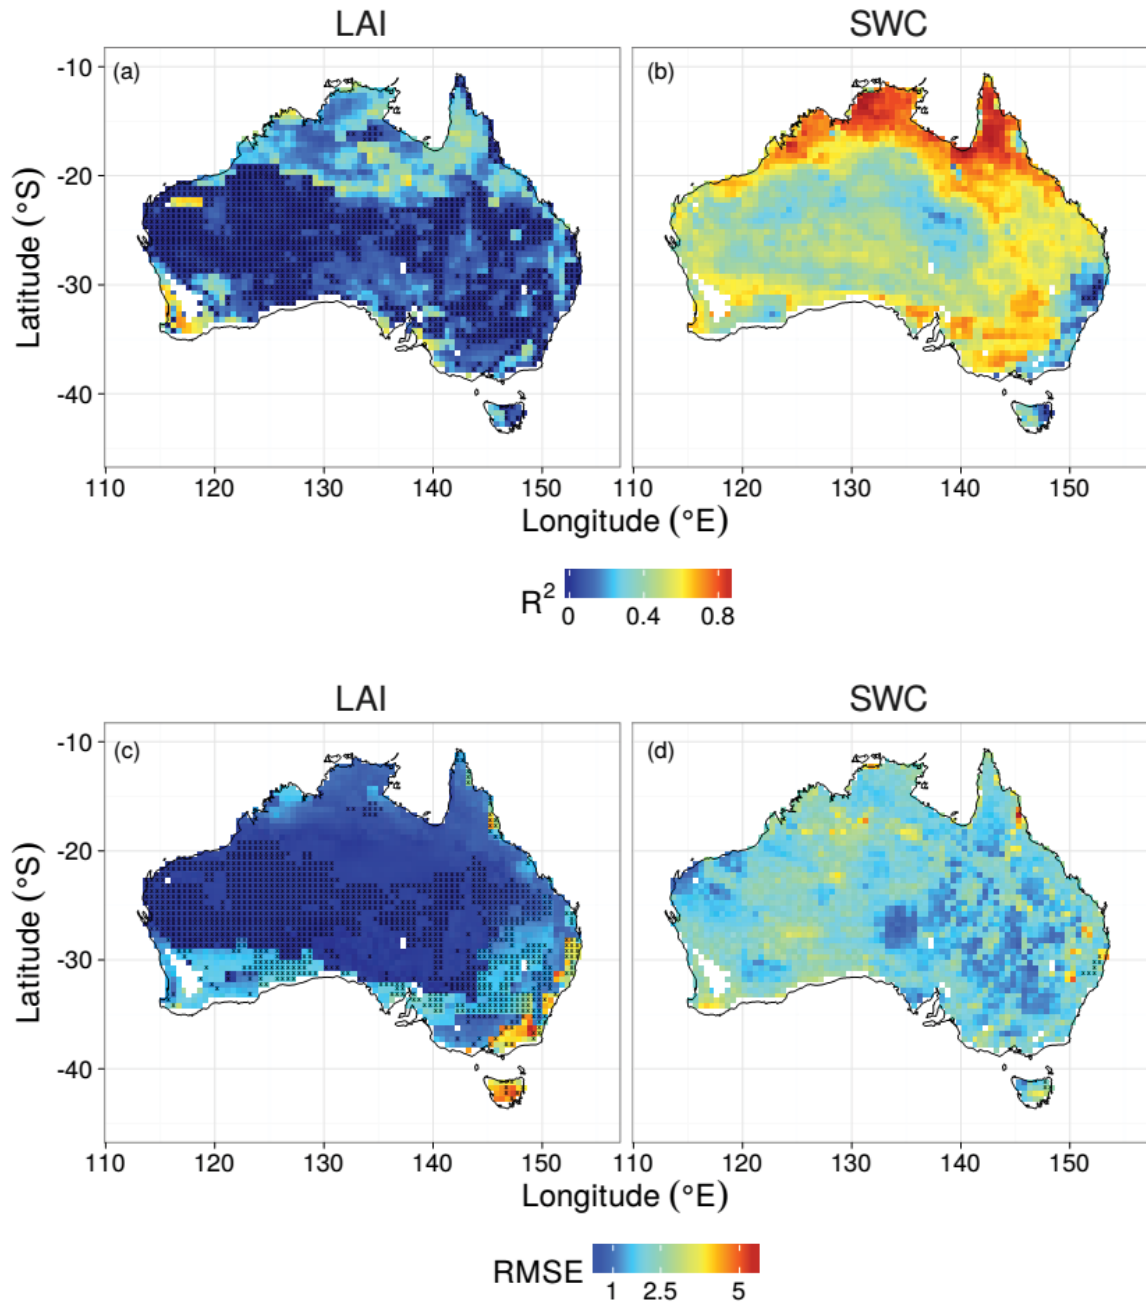 LAI SWC
(a) (b)
-10
-20
-30
-40
Latitude (°S)
110 120 130 140 150 110 120 130 140 150
Longitude (°E)
R²
0 0.4 0.8
LAI SWC
(c) (d)
-10
-20
-30
-40
Latitude (°S)
110 120 130 140 150 110 120 130 140 150
Longitude (°E)
RMSE
1 2.5 5